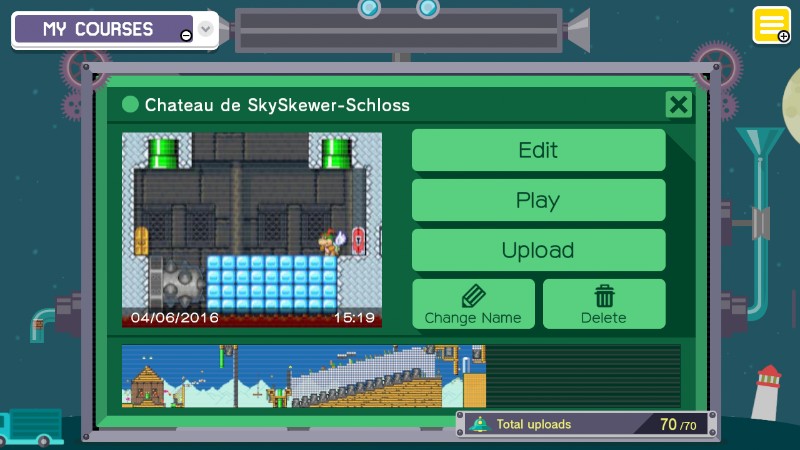 MY COURSES
Chateau de SkySkewer-Schloss
Edit
Play
Upload
Change Name
Delete
04/06/2016
15:19
Total uploads
70 /70